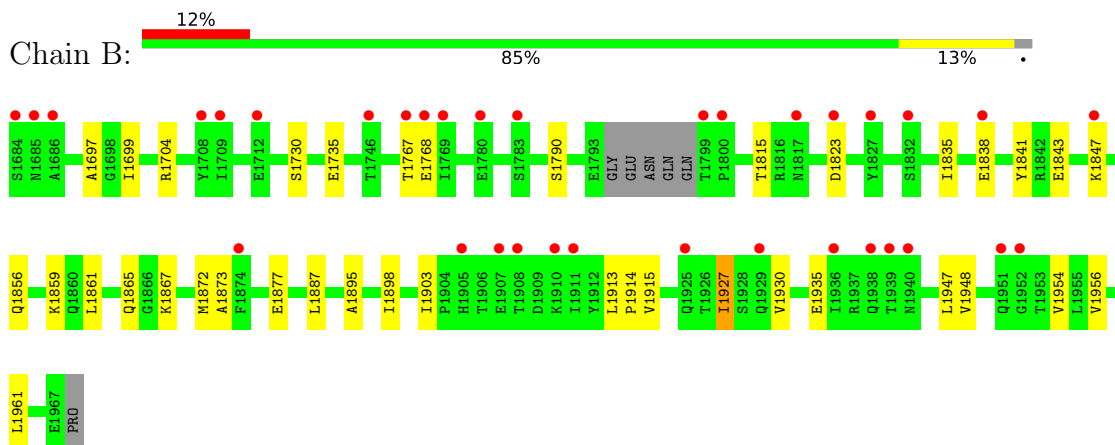 12%
Chain B:
85% 13% •
S1684 N1685 A1686 A1697 G1698 I1699 R1704 Y1708 I1709 E1712 S1730 E1735 T1746 T1767 E1768 I1769 E1780 S1783 S1790 E1793 GLY GLU ASN GLN GLN T1799 P1800 T1815 R1816 N1817 D1823 Y1827 S1832 I1835 E1838 Y1841 R1842 E1843 K1847
Q1856 K1859 Q1860 L1861 Q1865 G1866 K1867 M1872 A1873 F1874 E1877 L1887 A1895 I1898 I1903 P1904 H1905 T1906 E1907 T1908 D1909 K1910 I1911 Y1912 L1913 P1914 V1915 Q1925 T1926 I1927 S1928 Q1929 V1930 E1935 I1936 R1937 Q1938 T1939 N1940 L1947 V1948 Q1951 G1952 T1953 V1954 L1955 V1956
L1961 E1967 PRO